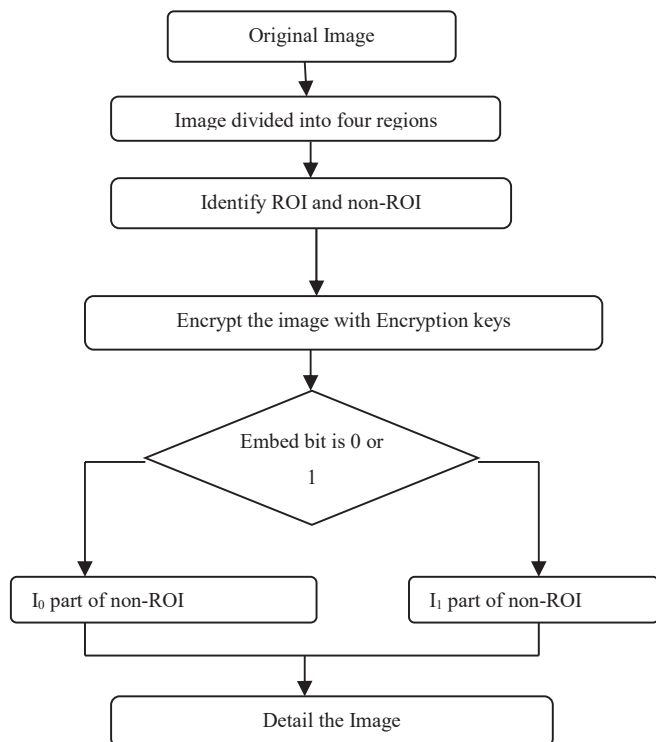 Original Image
Image divided into four regions
Identify ROI and non-ROI
Encrypt the image with Encryption keys
Embed bit is 0 or
1
I₀ part of non-ROI
I₁ part of non-ROI
Detail the Image